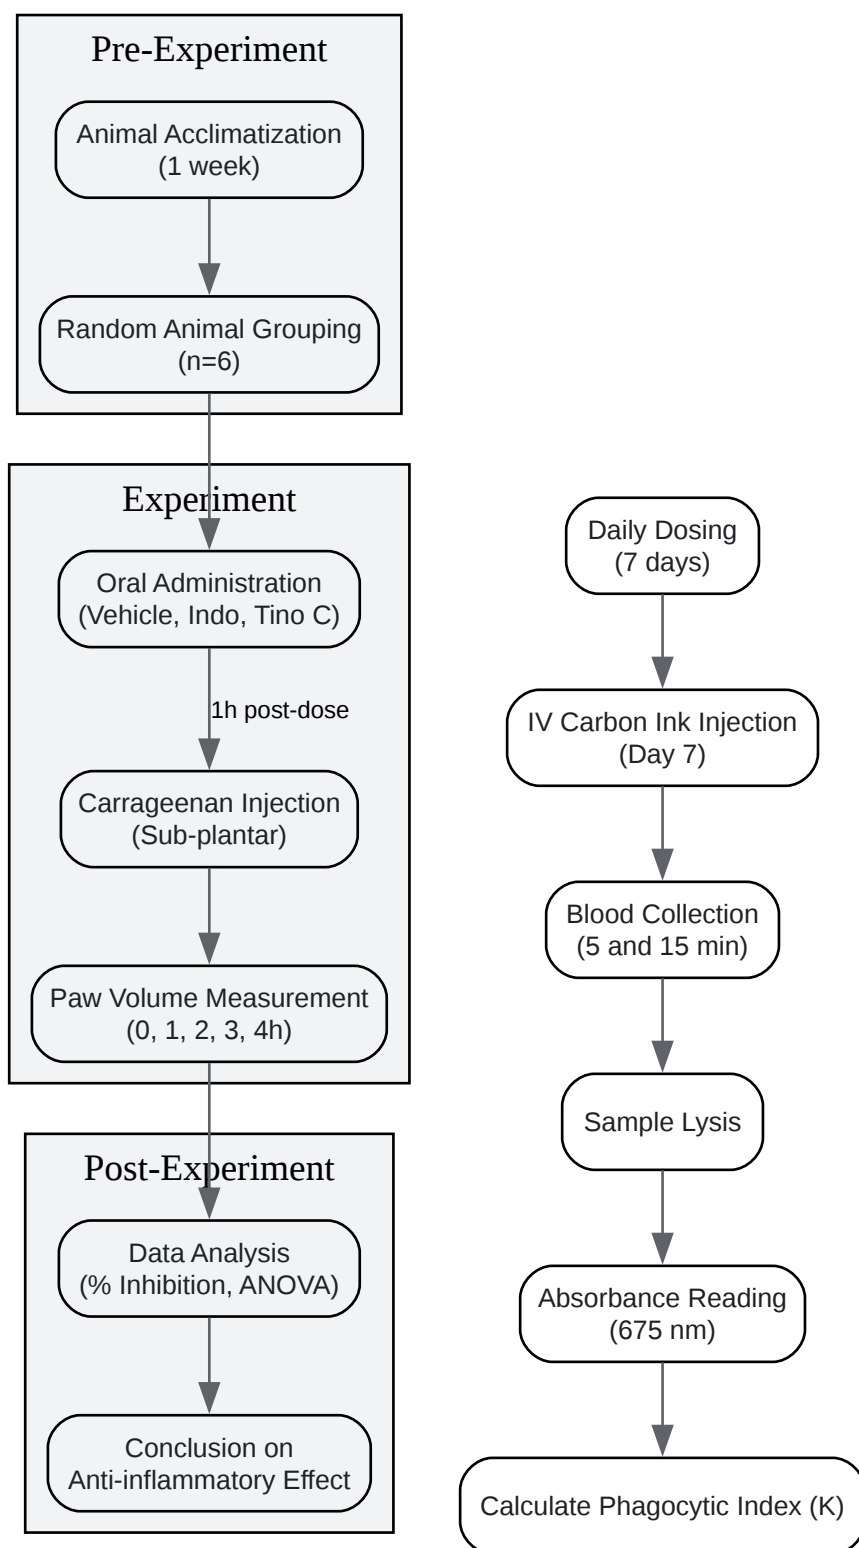 Pre-Experiment
Animal Acclimatization
(1 week)
Random Animal Grouping
(n=6)
Experiment
Oral Administration
(Vehicle, Indo, Tino C)
1h post-dose
Carrageenan Injection
(Sub-plantar)
Paw Volume Measurement
(0, 1, 2, 3, 4h)
Post-Experiment
Data Analysis
(% Inhibition, ANOVA)
Conclusion on
Anti-inflammatory Effect
Daily Dosing
(7 days)
IV Carbon Ink Injection
(Day 7)
Blood Collection
(5 and 15 min)
Sample Lysis
Absorbance Reading
(675 nm)
Calculate Phagocytic Index (K)